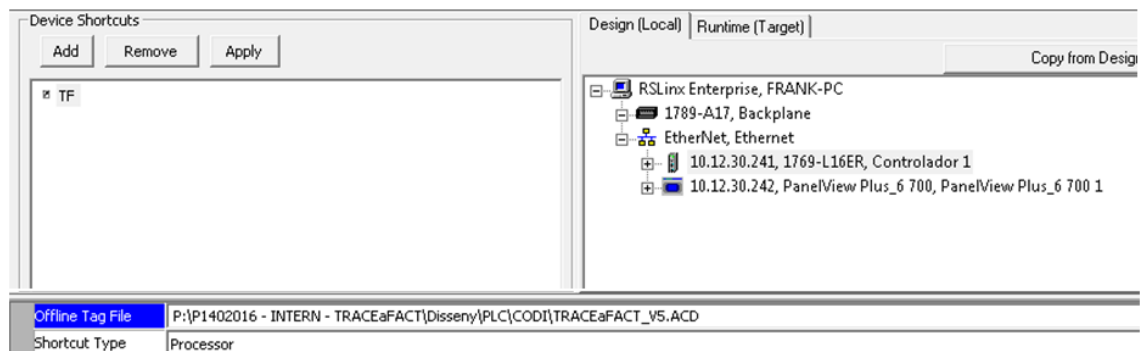 Device Shortcuts
Add Remove Apply
TF
Design (Local) Runtime (Target)
Copy from Design
RSLinx Enterprise, FRANK-PC
1789-A17, Backplane
EtherNet, Ethernet
10.12.30.241, 1769-L16ER, Controlador 1
10.12.30.242, PanelView Plus_6 700, PanelView Plus_6 700 1
Offline Tag File P:\P1402016 - INTERN - TRACEaFACT\Disseny\PLC\CODI\TRACEaFACT_V5.ACD
Shortcut Type Processor